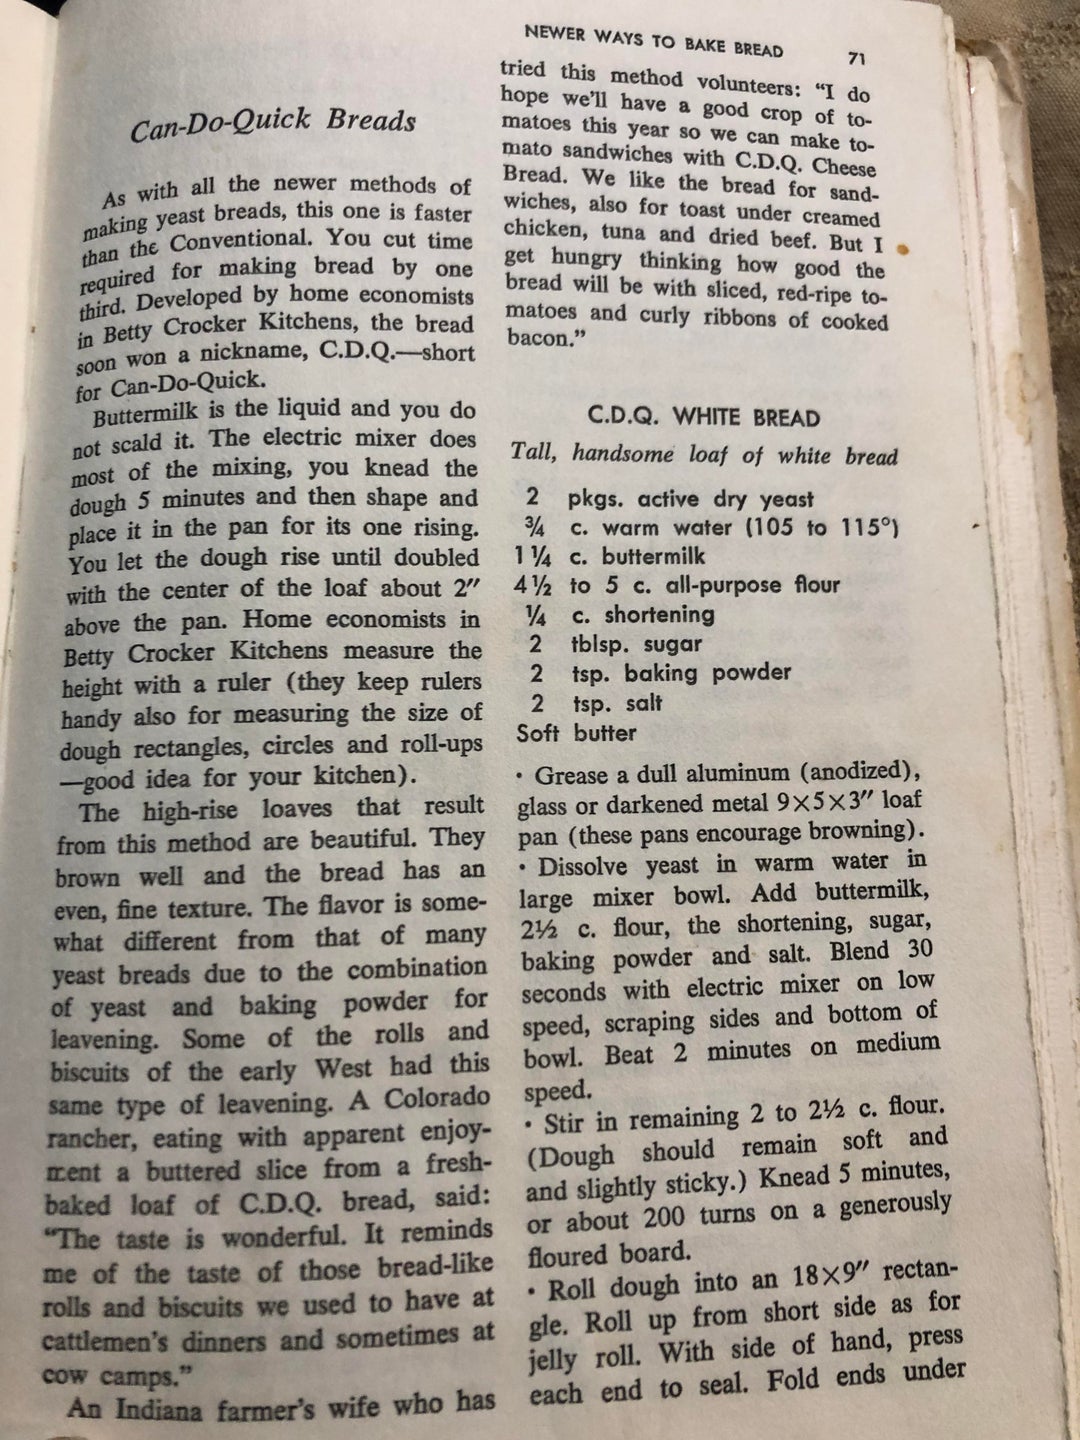 NEWER WAYS TO BAKE BREAD 71
Can-Do-Quick Breads
As with all the newer methods of
making yeast breads, this one is faster
than the Conventional. You cut time
required for making bread by one
third. Developed by home economists
in Betty Crocker Kitchens, the bread
soon won a nickname, C.D.Q.—short
for Can-Do-Quick.
Buttermilk is the liquid and you do
not scald it. The electric mixer does
most of the mixing, you knead the
dough 5 minutes and then shape and
place it in the pan for its one rising.
You let the dough rise until doubled
with the center of the loaf about 2″
above the pan. Home economists in
Betty Crocker Kitchens measure the
height with a ruler (they keep rulers
handy also for measuring the size of
dough rectangles, circles and roll-ups
—good idea for your kitchen).
The high-rise loaves that result
from this method are beautiful. They
brown well and the bread has an
even, fine texture. The flavor is some-
what different from that of many
yeast breads due to the combination
of yeast and baking powder for
leavening. Some of the rolls and
biscuits of the early West had this
same type of leavening. A Colorado
rancher, eating with apparent enjoy-
ment a buttered slice from a fresh-
baked loaf of C.D.Q. bread, said:
“The taste is wonderful. It reminds
me of the taste of those bread-like
rolls and biscuits we used to have at
cattlemen’s dinners and sometimes at
cow camps.”
An Indiana farmer’s wife who has
tried this method volunteers: “I do
hope we’ll have a good crop of to-
matoes this year so we can make to-
mato sandwiches with C.D.Q. Cheese
Bread. We like the bread for sand-
wiches, also for toast under creamed
chicken, tuna and dried beef. But I
get hungry thinking how good the
bread will be with sliced, red-ripe to-
matoes and curly ribbons of cooked
bacon.”
C.D.Q. WHITE BREAD
Tall, handsome loaf of white bread
2 pkgs. active dry yeast
¾ c. warm water (105 to 115°)
1¼ c. buttermilk
4½ to 5 c. all-purpose flour
¼ c. shortening
2 tblsp. sugar
2 tsp. baking powder
2 tsp. salt
Soft butter
• Grease a dull aluminum (anodized),
glass or darkened metal 9×5×3″ loaf
pan (these pans encourage browning).
• Dissolve yeast in warm water in
large mixer bowl. Add buttermilk,
2½ c. flour, the shortening, sugar,
baking powder and salt. Blend 30
seconds with electric mixer on low
speed, scraping sides and bottom of
bowl. Beat 2 minutes on medium
speed.
• Stir in remaining 2 to 2½ c. flour.
(Dough should remain soft and
and slightly sticky.) Knead 5 minutes,
or about 200 turns on a generously
floured board.
• Roll dough into an 18×9″ rectan-
gle. Roll up from short side as for
jelly roll. With side of hand, press
each end to seal. Fold ends under